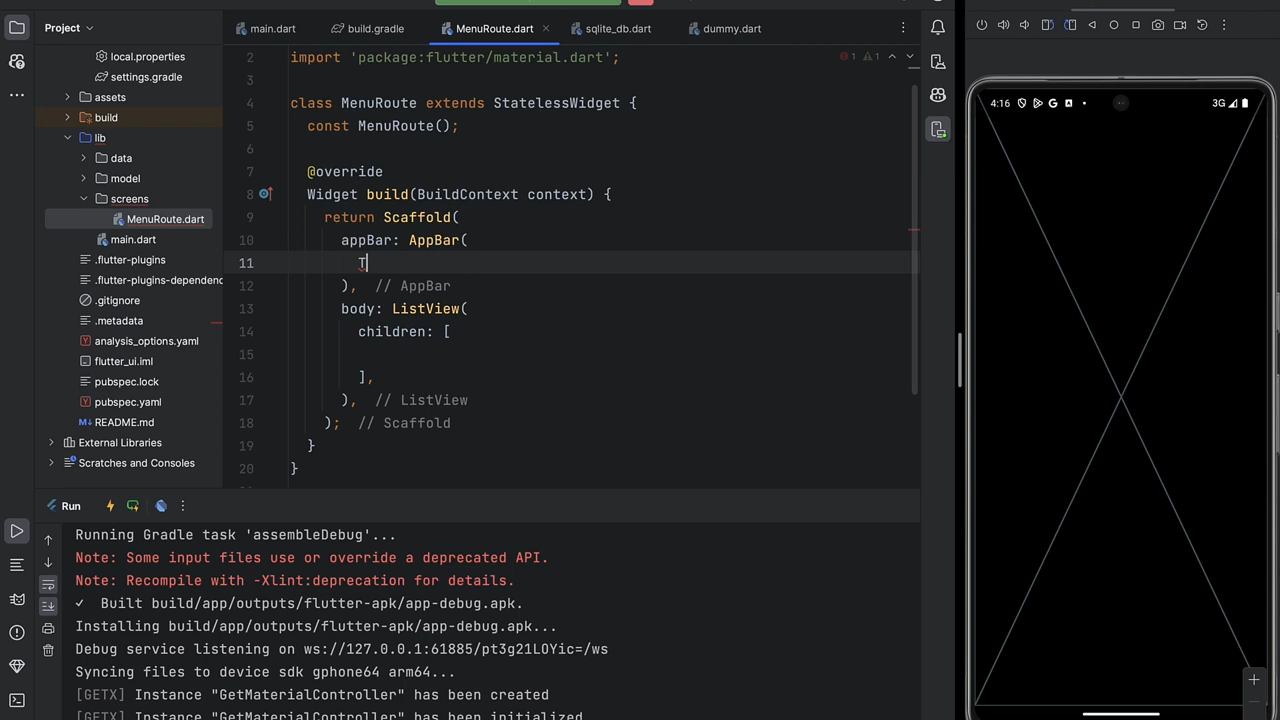 Project
main.dart
build.gradle
MenuRoute.dart
sqlite_db.dart
dummy.dart
local.properties
settings.gradle
assets
build
lib
data
model
screens
MenuRoute.dart
main.dart
.flutter-plugins
.flutter-plugins-dependenc
.gitignore
.metadata
analysis_options.yaml
flutter_ui.iml
pubspec.lock
pubspec.yaml
README.md
External Libraries
Scratches and Consoles
2 import 'package:flutter/material.dart';
3
4 class MenuRoute extends StatelessWidget {
5 const MenuRoute();
6
7 @override
8 Widget build(BuildContext context) {
9 return Scaffold(
10 appBar: AppBar(
11 T
12 ), // AppBar
13 body: ListView(
14 children: [
15
16 ],
17 ), // ListView
18 ); // Scaffold
19 }
20 }
1 1
Run
Running Gradle task 'assembleDebug'...
Note: Some input files use or override a deprecated API.
Note: Recompile with -Xlint:deprecation for details.
✓ Built build/app/outputs/flutter-apk/app-debug.apk.
Installing build/app/outputs/flutter-apk/app-debug.apk...
Debug service listening on ws://127.0.0.1:61885/pt3g21LOYic=/ws
Syncing files to device sdk gphone64 arm64...
[GETX] Instance "GetMaterialController" has been created
[GETX] Instance "GetMaterialController" has been initialized
4:16
3G